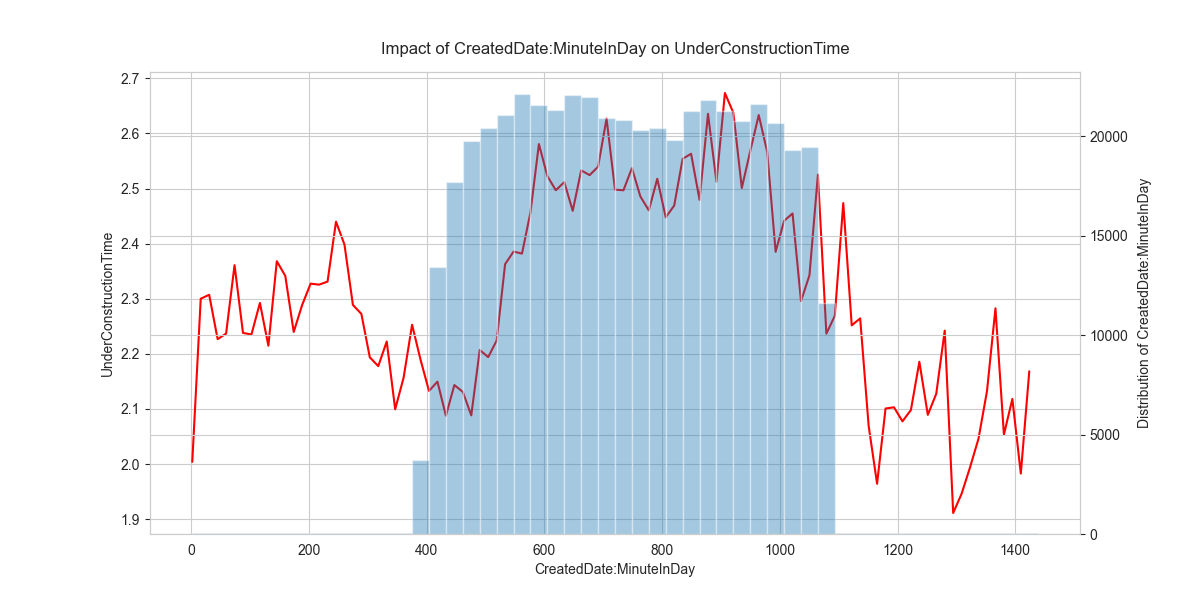 Impact of CreatedDate:MinuteInDay on UnderConstructionTime
2.7
2.6
2.5
2.4
2.3
2.2
2.1
2.0
1.9
UnderConstructionTime
20000
15000
10000
5000
0
Distribution of CreatedDate:MinuteInDay
0 200 400 600 800 1000 1200 1400
CreatedDate:MinuteInDay